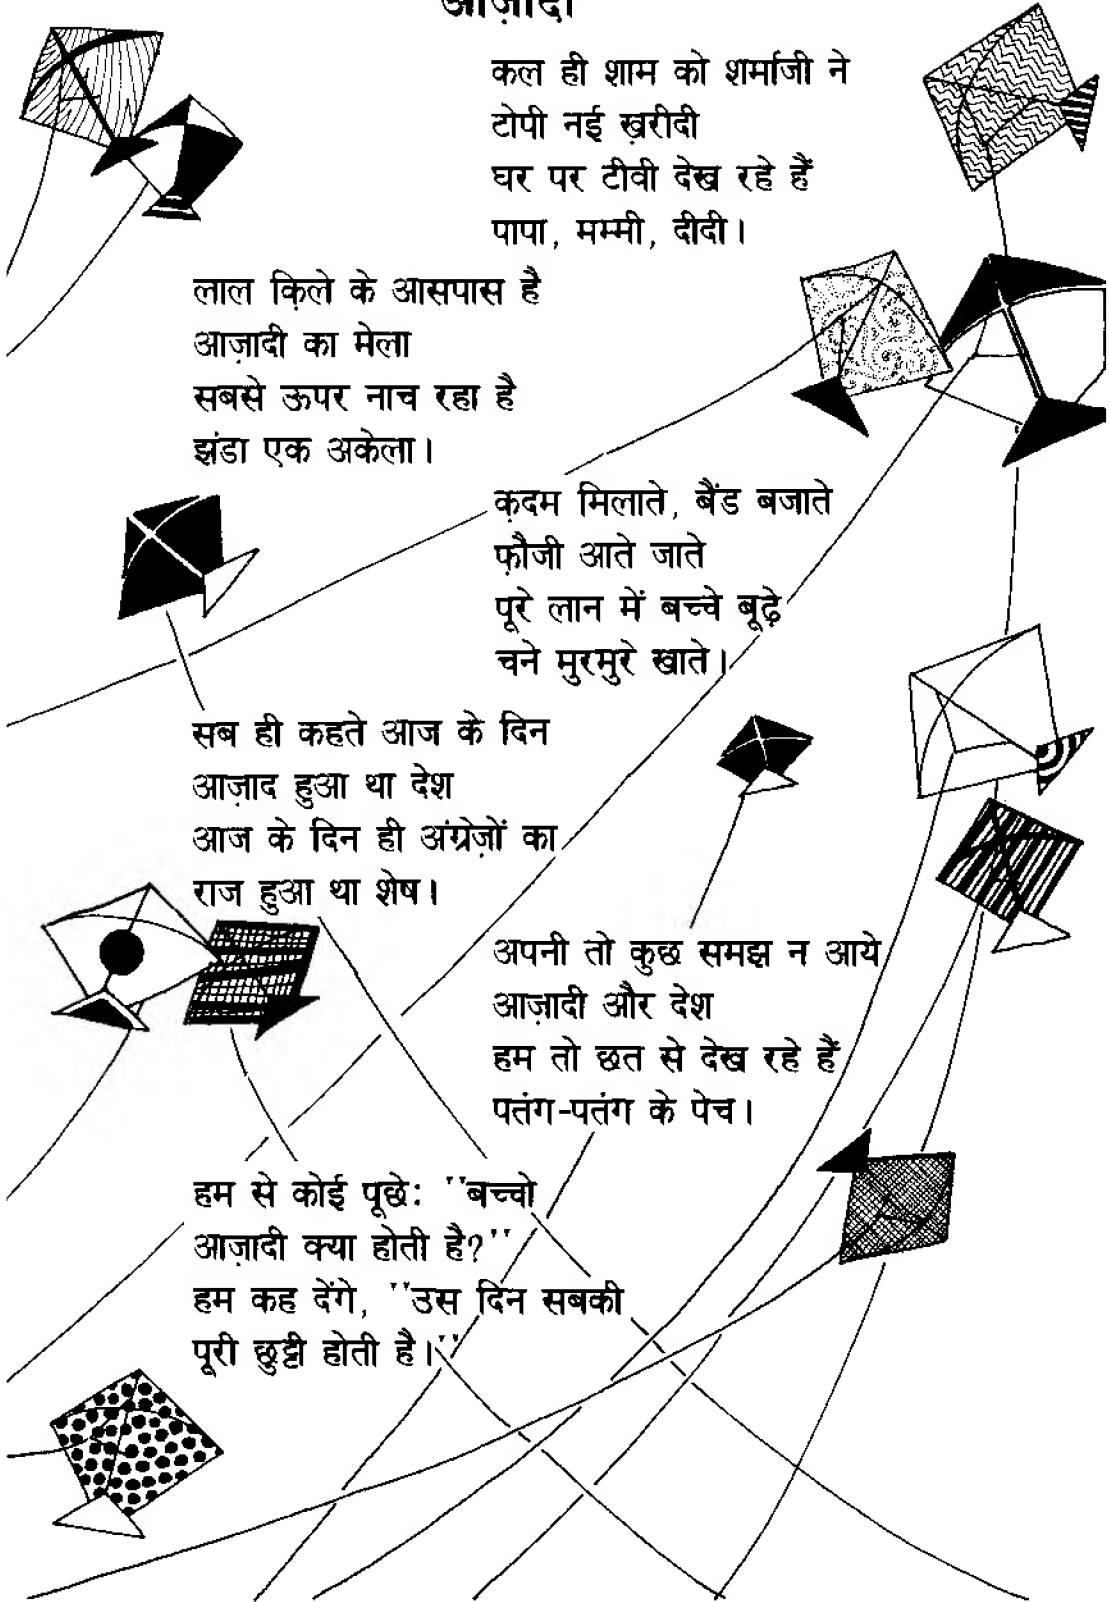 आज़ादी
कल ही शाम को शर्माजी ने
टोपी नई ख़रीदी
घर पर टीवी देख रहे हैं
पापा, मम्मी, दीदी।
लाल क़िले के आसपास है
आज़ादी का मेला
सबसे ऊपर नाच रहा है
झंडा एक अकेला।
क़दम मिलाते, बैंड बजाते
फ़ौजी आते जाते
पूरे लान में बच्चे बूढ़े
चने मुरमुरे खाते।
सब ही कहते आज के दिन
आज़ाद हुआ था देश
आज के दिन ही अंग्रेज़ों का
राज हुआ था शेष।
अपनी तो कुछ समझ न आये
आज़ादी और देश
हम तो छत से देख रहे हैं
पतंग-पतंग के पेच।
हम से कोई पूछे: ''बच्चो
आज़ादी क्या होती है?''
हम कह देंगे, ''उस दिन सबकी
पूरी छुट्टी होती है।''